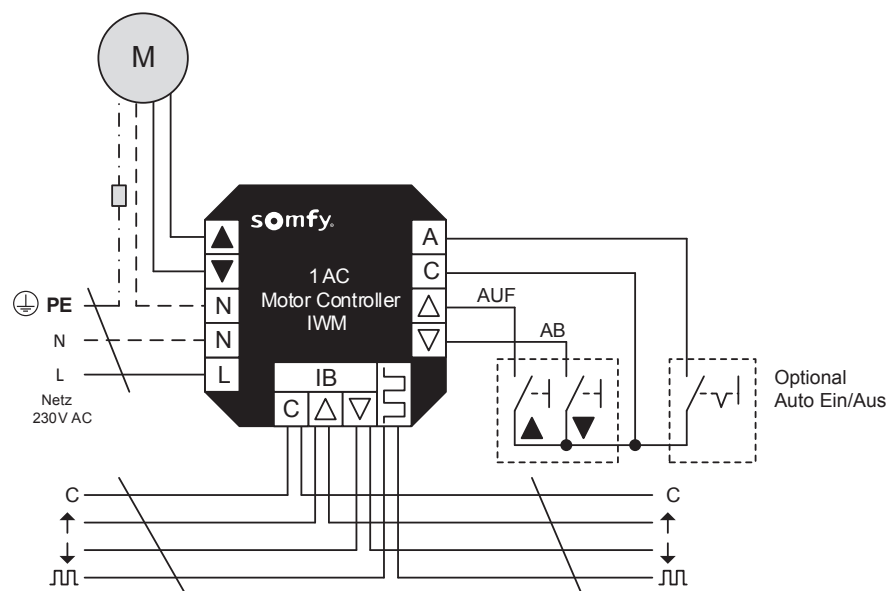 M
somfy.
1 AC
Motor Controller
IWM
N
N
L
IB
C
A
C
AUF
AB
PE
N
L
Netz
230V AC
Optional
Auto Ein/Aus
C
C